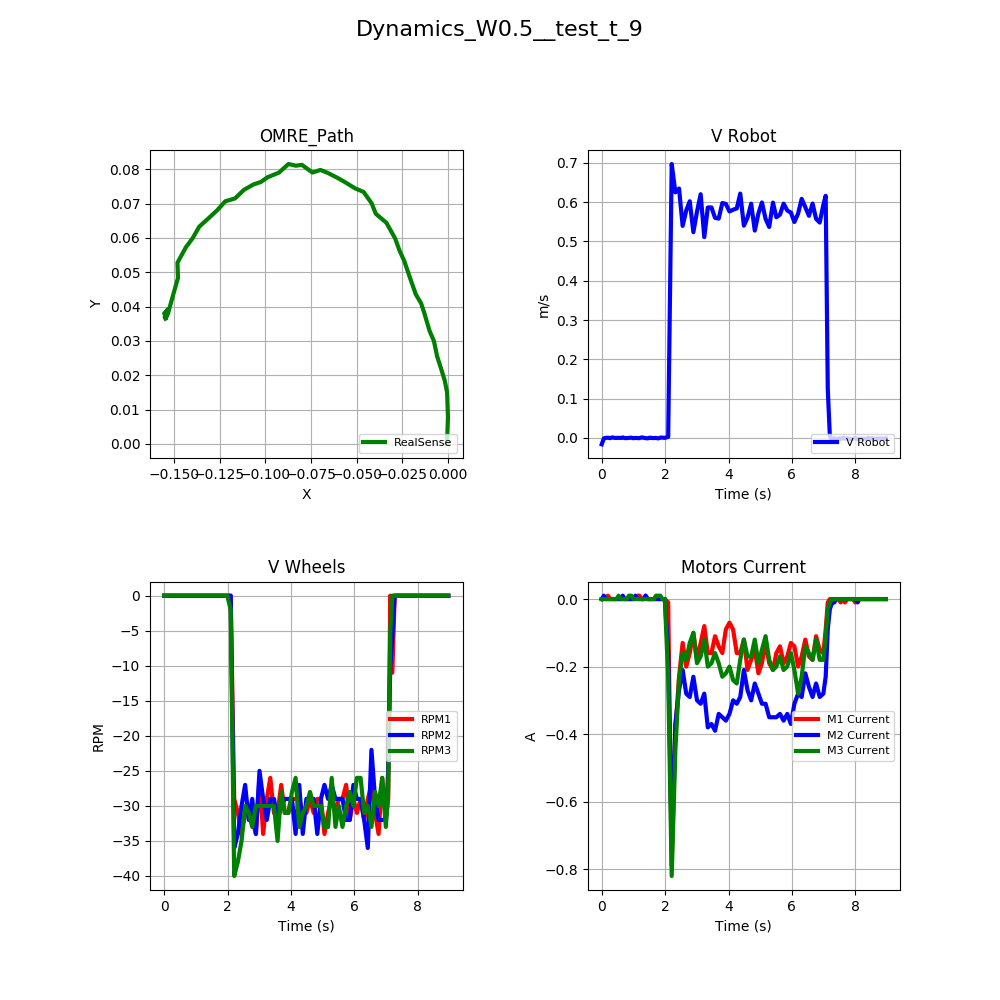 Dynamics_W0.5__test_t_9
OMRE_Path
Y
0.08
0.07
0.06
0.05
0.04
0.03
0.02
0.01
0.00
−0.150 −0.125 −0.100 −0.075 −0.050 −0.025 0.000
X
RealSense
V Robot
m/s
0.7
0.6
0.5
0.4
0.3
0.2
0.1
0.0
0 2 4 6 8
Time (s)
V Robot
V Wheels
RPM
0
−5
−10
−15
−20
−25
−30
−35
−40
0 2 4 6 8
Time (s)
RPM1
RPM2
RPM3
Motors Current
A
0.0
−0.2
−0.4
−0.6
−0.8
0 2 4 6 8
Time (s)
M1 Current
M2 Current
M3 Current